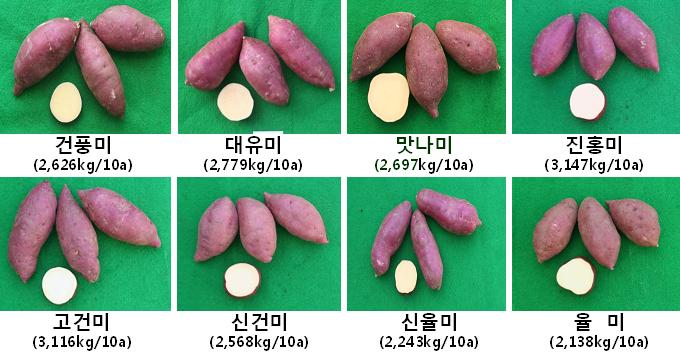 건풍미 대유미 맛나미 진홍미
(2,626kg/10a) (2,779kg/10a) (2,697kg/10a) (3,147kg/10a)
고건미 신건미 신율미 율 미
(3,116kg/10a) (2,568kg/10a) (2,243kg/10a) (2,138kg/10a)